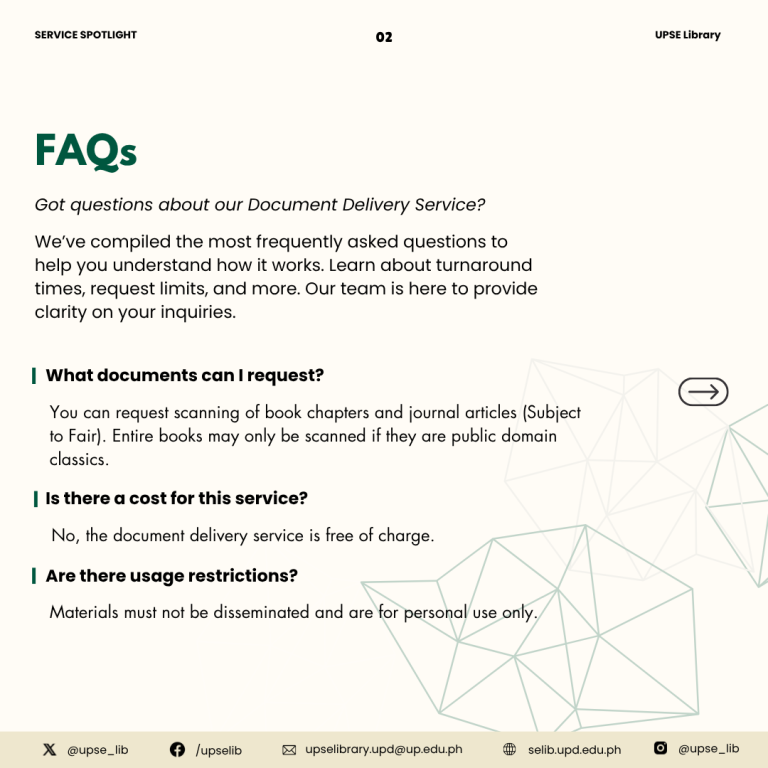 SERVICE SPOTLIGHT
02
UPSE Library
FAQs
Got questions about our Document Delivery Service?
We've compiled the most frequently asked questions to
help you understand how it works. Learn about turnaround
times, request limits, and more. Our team is here to provide
clarity on your inquiries.
What documents can I request?
You can request scanning of book chapters and journal articles (Subject
to Fair). Entire books may only be scanned if they are public domain
classics.
Is there a cost for this service?
No, the document delivery service is free of charge.
Are there usage restrictions?
Materials must not be disseminated and are for personal use only.
@upse_lib
/upselib
upselibrary.upd@up.edu.ph
selib.upd.edu.ph
@upse_lib